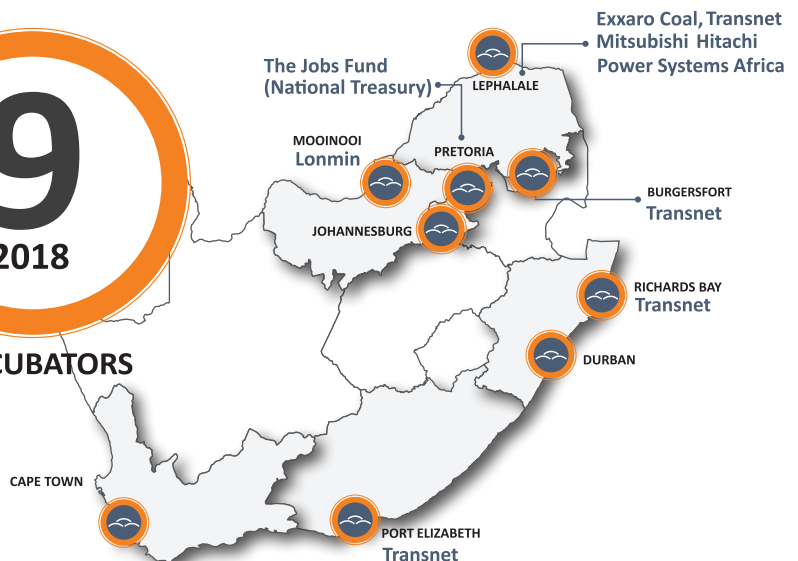 9
2018
CUBATORS
Exxaro Coal, Transnet
Mitsubishi Hitachi
Power Systems Africa
LEPHALALE
The Jobs Fund
(National Treasury)
MOOINOOI
Lonmin
PRETORIA
BURGERSFORT
Transnet
JOHANNESBURG
RICHARDS BAY
Transnet
DURBAN
CAPE TOWN
PORT ELIZABETH
Transnet